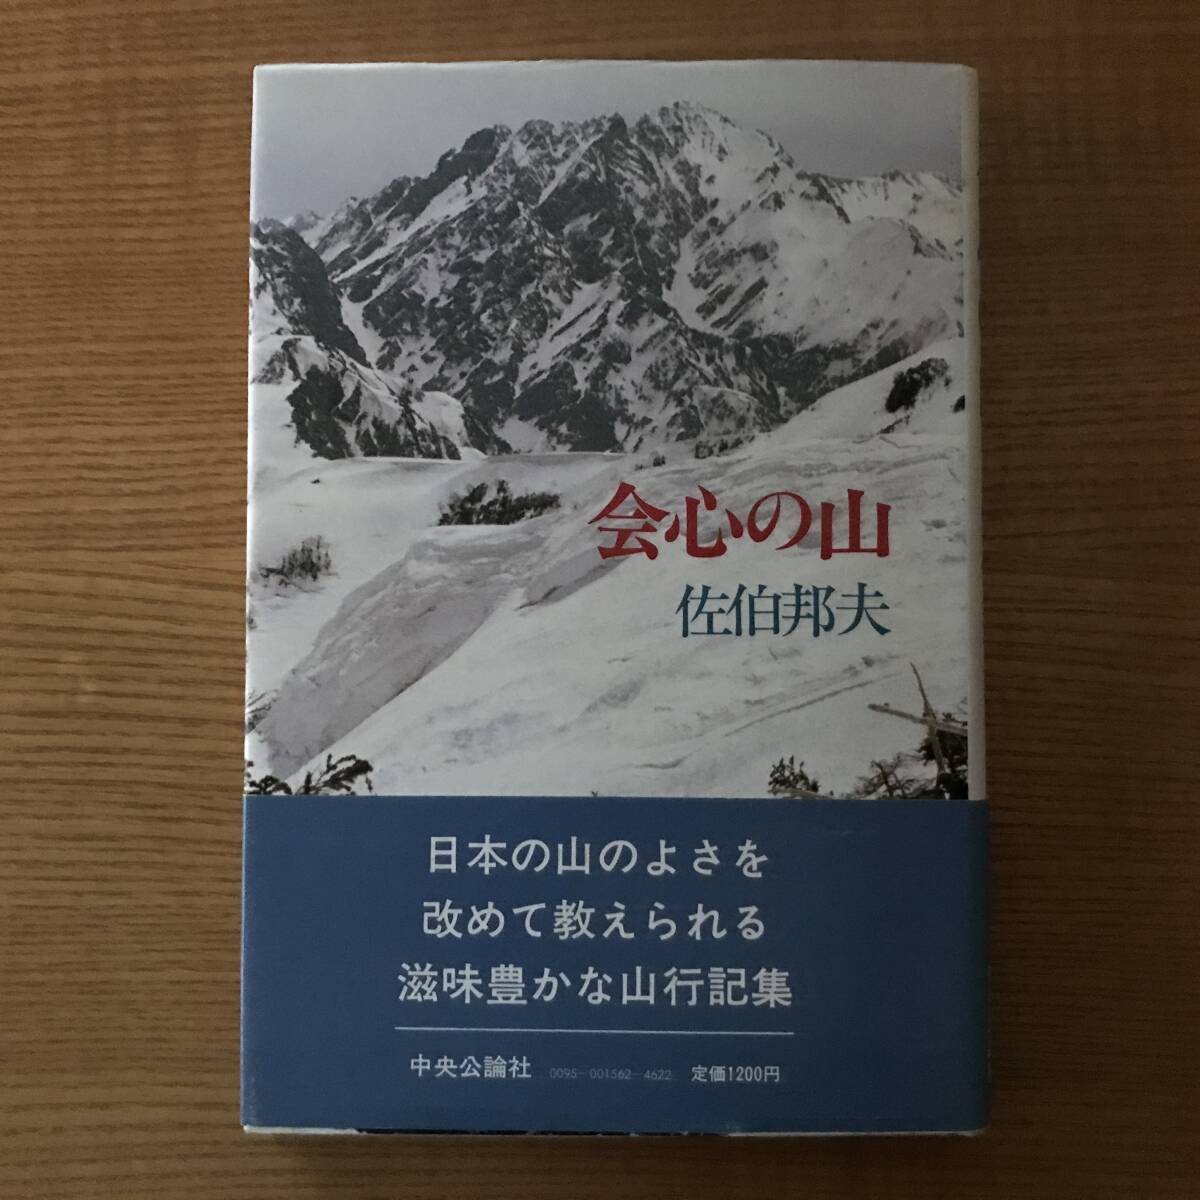 会心の山
佐伯邦夫
日本の山のよさを
改めて教えられる
滋味豊かな山行記集
中央公論社 0095-001562-4622 定価1200円